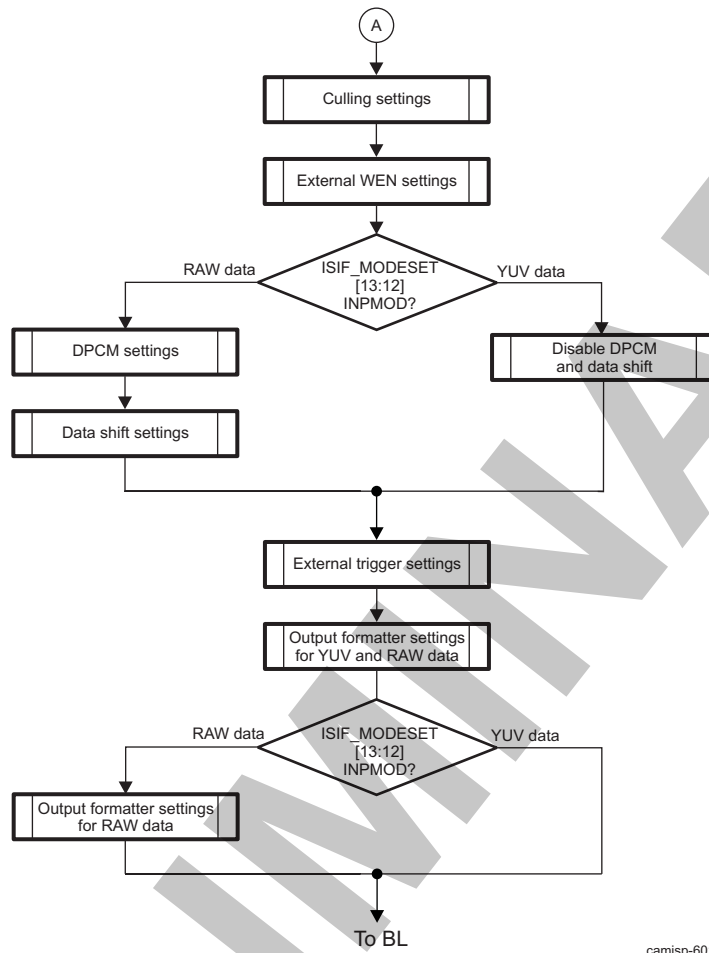 A
Culling settings
External WEN settings
RAW data
ISIF_MODESET
[13:12]
INPMOD?
YUV data
DPCM settings
Disable DPCM
and data shift
Data shift settings
External trigger settings
Output formatter settings
for YUV and RAW data
RAW data
ISIF_MODESET
[13:12]
INPMOD?
YUV data
Output formatter settings
for RAW data
To BL
camisp-60
IMINA